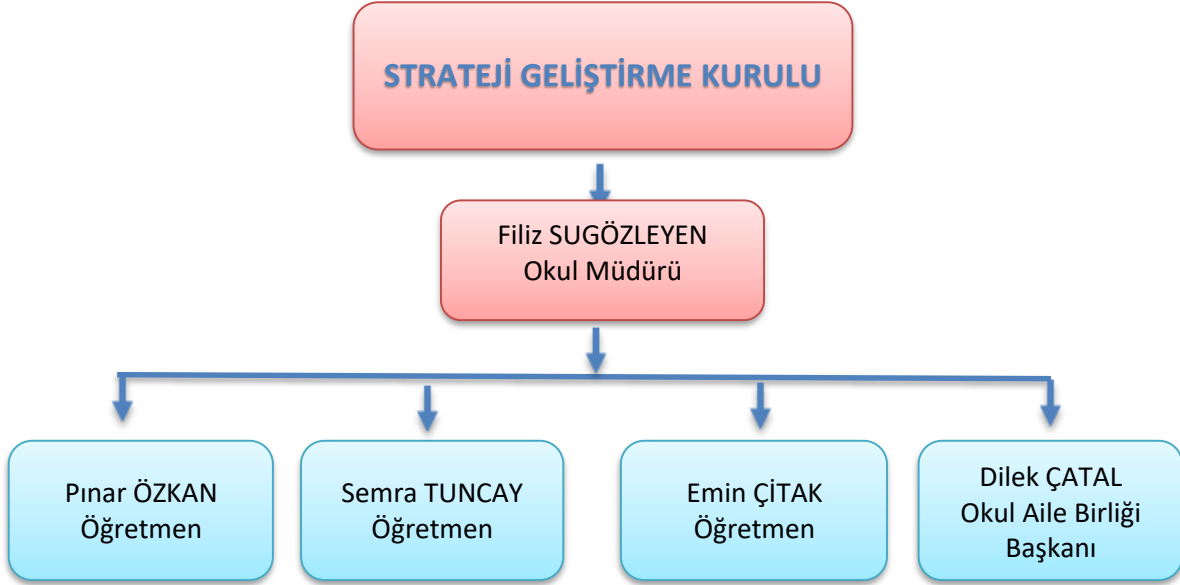 STRATEJİ GELİŞTİRME KURULU
Filiz SUGÖZLEYEN
Okul Müdürü
Pınar ÖZKAN
Öğretmen
Semra TUNCAY
Öğretmen
Emin ÇİTAK
Öğretmen
Dilek ÇATAL
Okul Aile Birliği
Başkanı